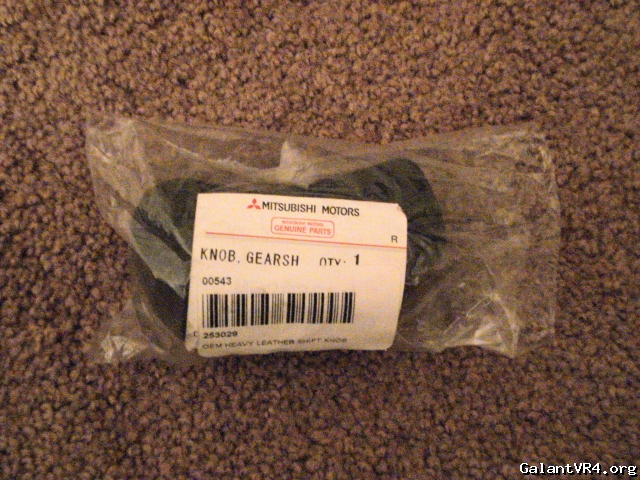 MITSUBISHI MOTORS
MITSUBISHI MOTORS
GENUINE PARTS
R
KNOB, GEARSH QTY: 1
00543
253029
OEM HEAVY LEATHER SHIFT KNOB
GalantVR4.org